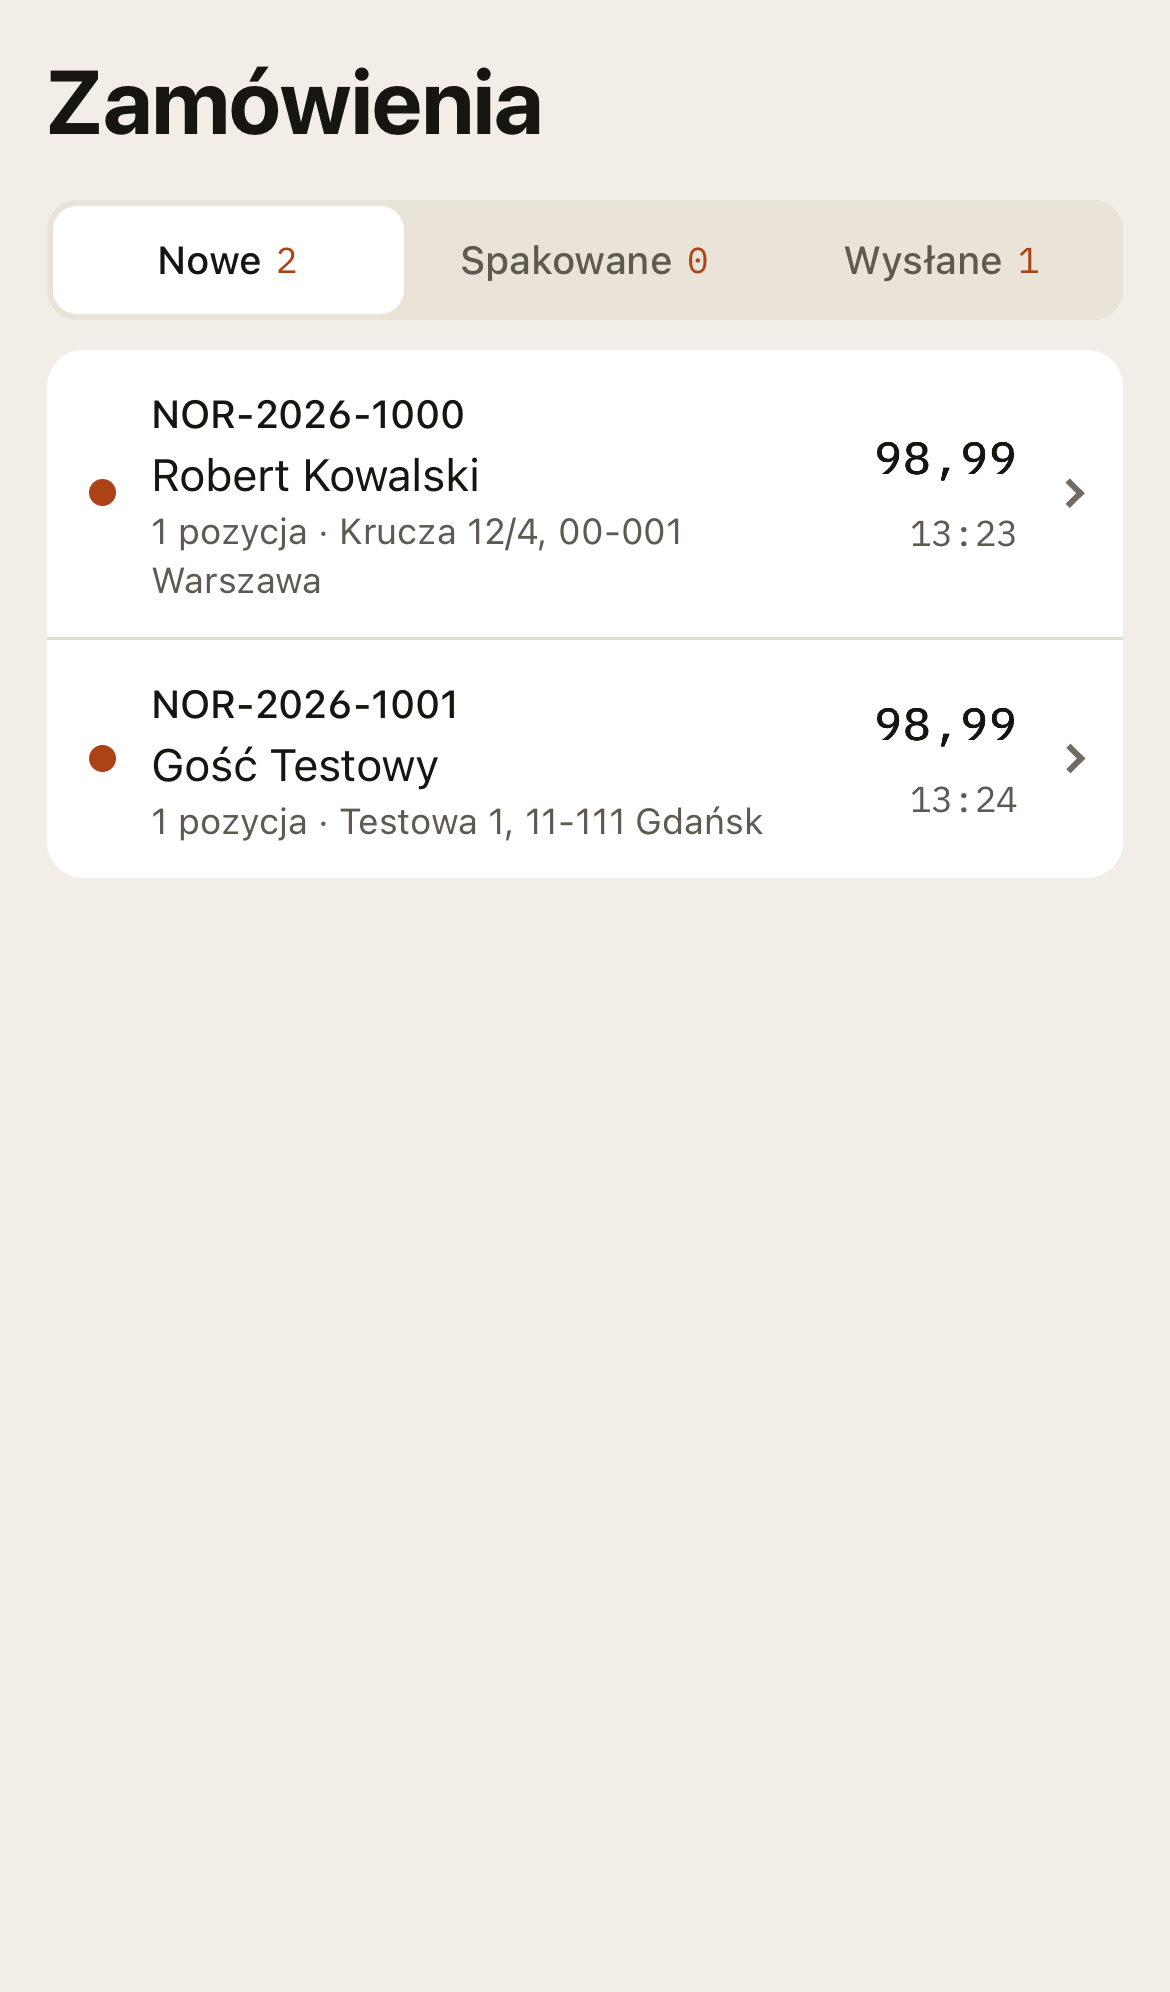 Zamówienia
Nowe 2 Spakowane 0 Wysłane 1
NOR-2026-1000
Robert Kowalski
1 pozycja · Krucza 12/4, 00-001
Warszawa
98,99
13:23
NOR-2026-1001
Gość Testowy
1 pozycja · Testowa 1, 11-111 Gdańsk
98,99
13:24